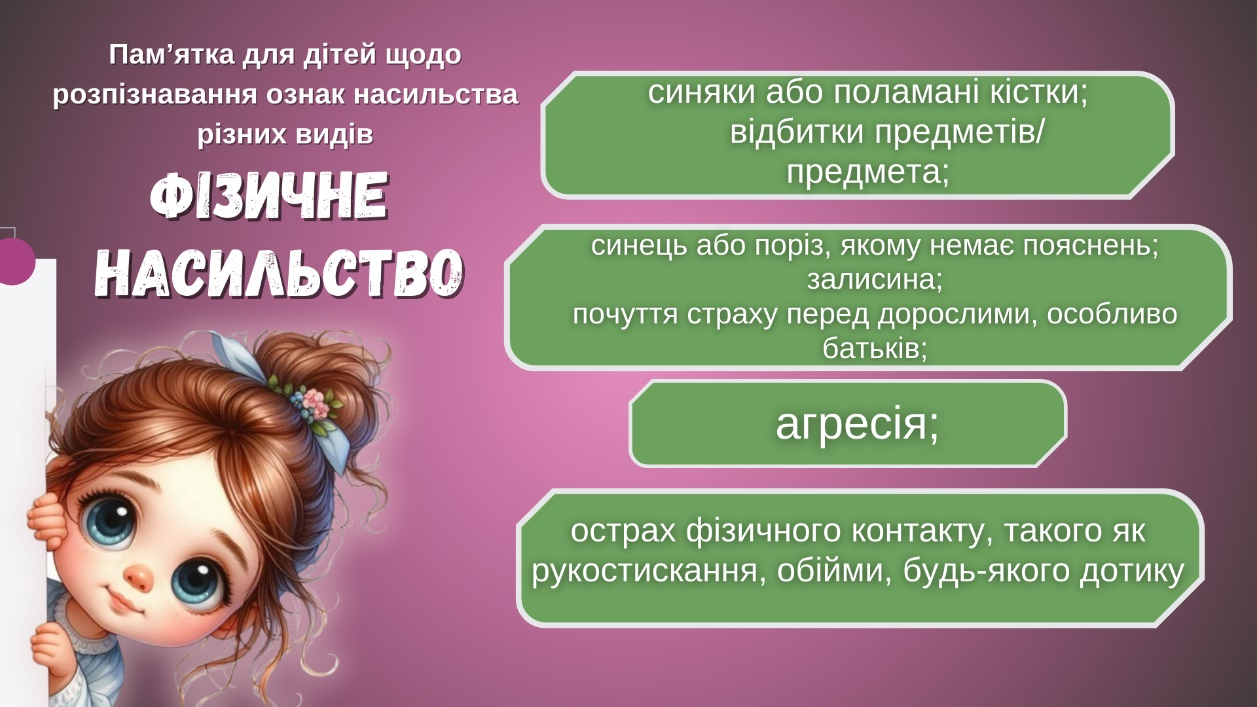 Пам’ятка для дітей щодо
розпізнавання ознак насильства
різних видів
ФІЗИЧНЕ
НАСИЛЬСТВО
синяки або поламані кістки;
відбитки предметів/
предмета;
синець або поріз, якому немає пояснень;
залисина;
почуття страху перед дорослими, особливо
батьків;
агресія;
острах фізичного контакту, такого як
рукостискання, обійми, будь-якого дотику